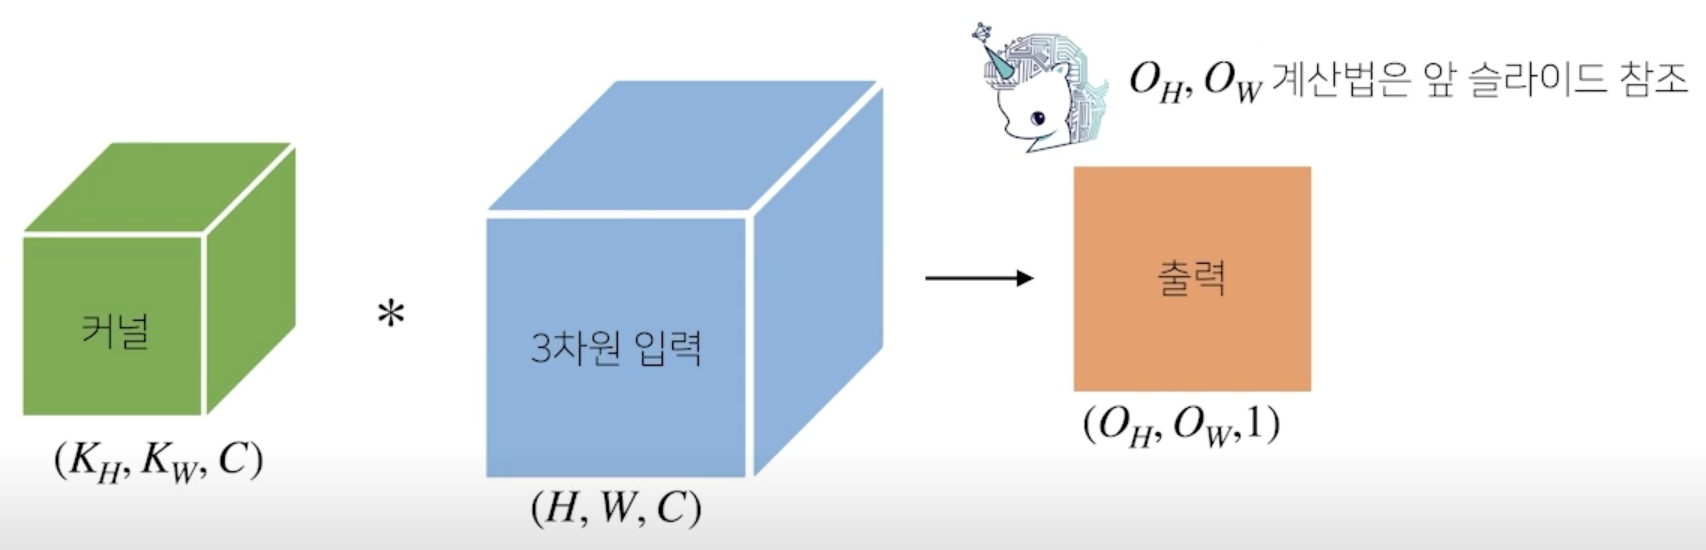 O_H, O_W 계산법은 앞 슬라이드 참조
커널
*
3차원 입력
출력
(K_H, K_W, C)
(H, W, C)
(O_H, O_W,1)